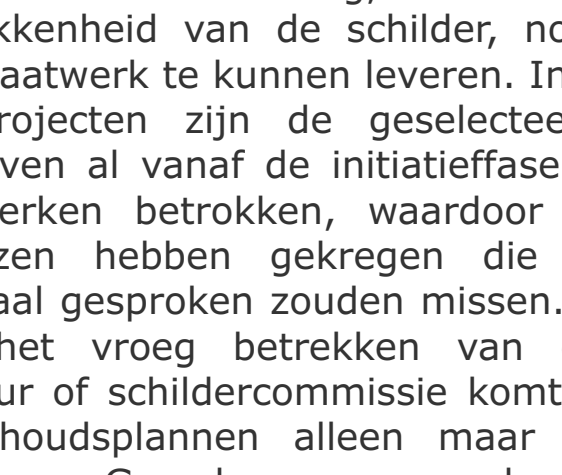 kkenheid van de schilder, no
aatwerk te kunnen leveren. In
rojecten zijn de geselectee
ven al vanaf de initiatieffase
erken betrokken, waardoor
zen hebben gekregen die
aal gesproken zouden missen.
het vroeg betrekken van
ur of schildercommissie komt
houdsplannen alleen maar